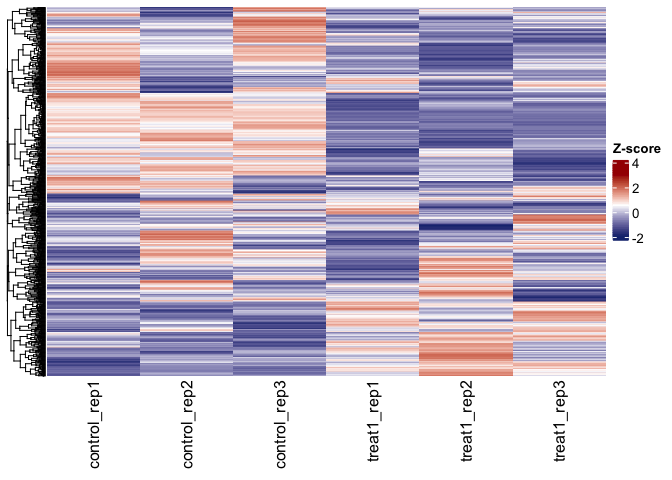 Z-score
4
2
0
-2
control_rep1
control_rep2
control_rep3
treat1_rep1
treat1_rep2
treat1_rep3